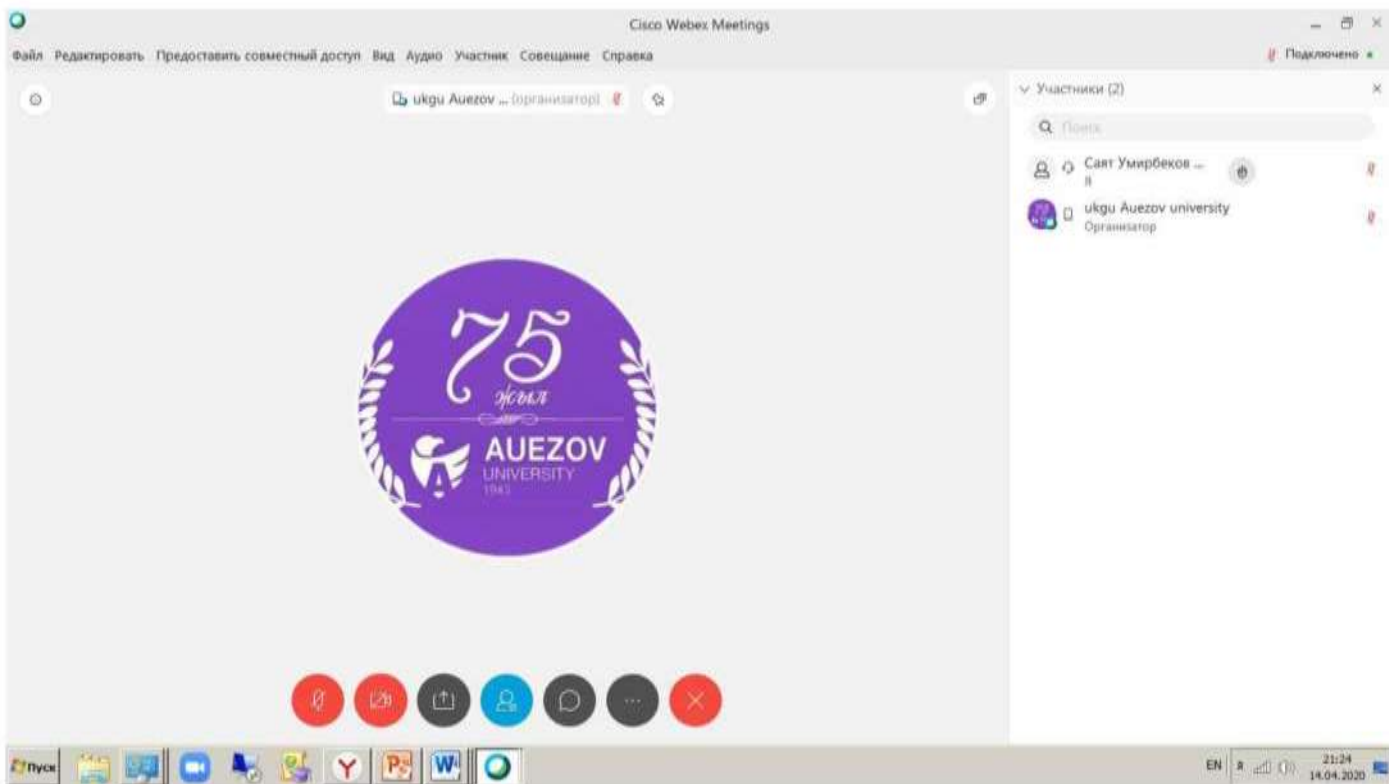 Cisco Webex Meetings
Файл Редактировать Предоставить совместный доступ Вид Аудио Участник Совещание Справка
Подключено
ukgu Auezov ... (организатор)
Участники (2)
Поиск
Саят Умирбеков ...
Я
ukgu Auezov university
Организатор
75
жыл
AUEZOV
UNIVERSITY
1943
Пуск
EN
21:24
14.04.2020